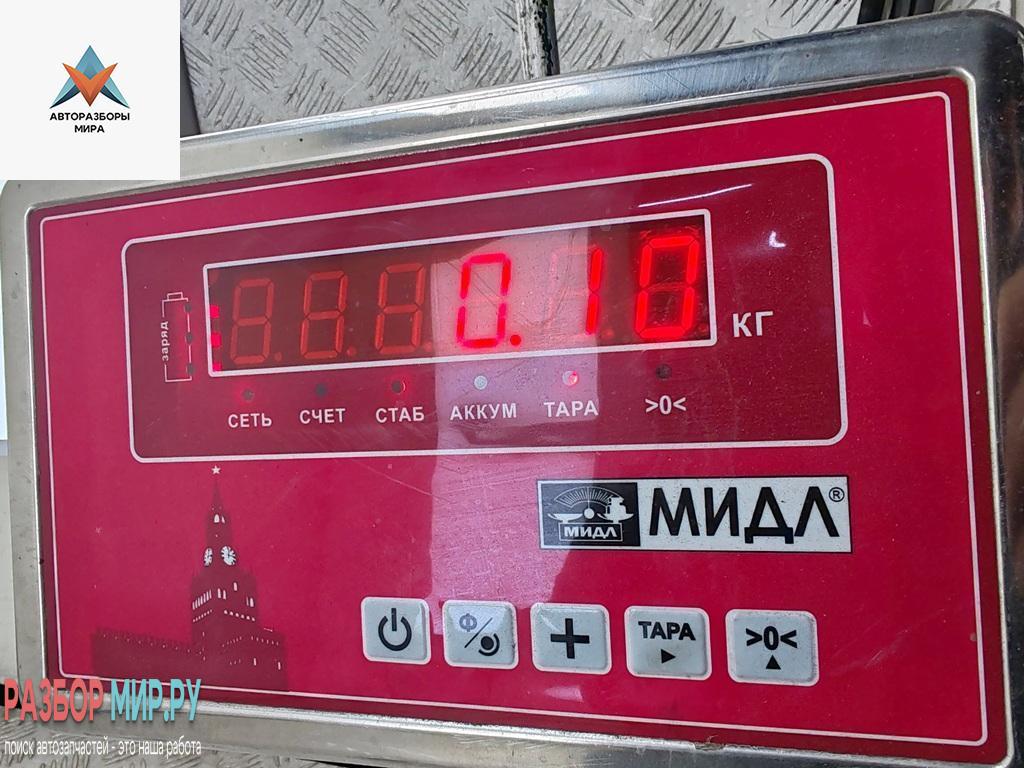 АВТОРАЗБОРЫ
МИРА
заряд
0.10
КГ
СЕТЬ СЧЕТ СТАБ АККУМ ТАРА >0<
МИДЛ МИДЛ®
Ф
+
ТАРА
>0<
РАЗБОР МИР.РУ
поиск автозапчастей - это наша работа